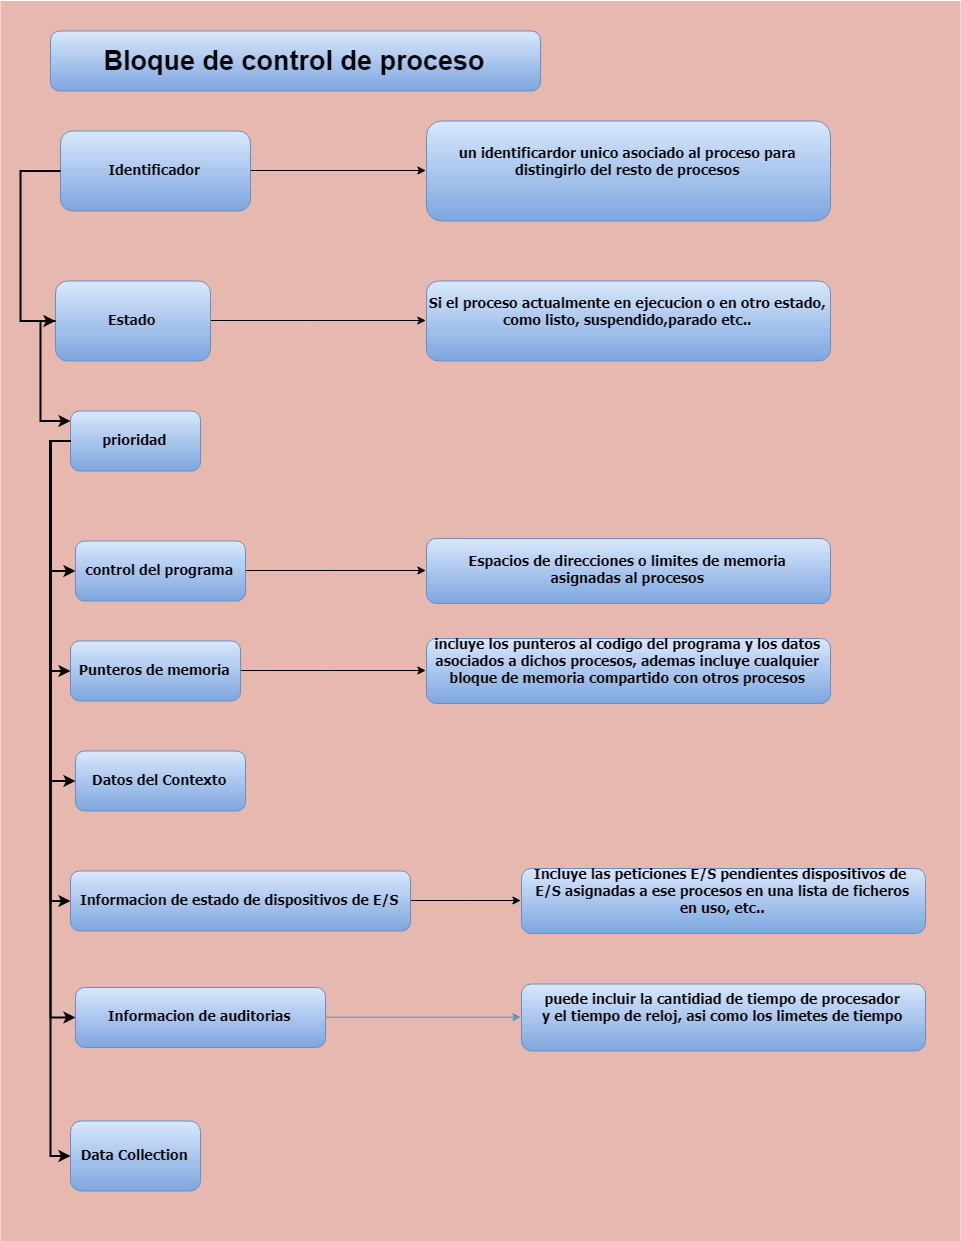 Bloque de control de proceso
Identificador
un identificardor unico asociado al proceso para
distingirlo del resto de procesos
Estado
Si el proceso actualmente en ejecucion o en otro estado,
como listo, suspendido,parado etc..
prioridad
control del programa
Espacios de direcciones o limites de memoria
asignadas al procesos
Punteros de memoria
incluye los punteros al codigo del programa y los datos
asociados a dichos procesos, ademas incluye cualquier
bloque de memoria compartido con otros procesos
Datos del Contexto
Informacion de estado de dispositivos de E/S
Incluye las peticiones E/S pendientes dispositivos de
E/S asignadas a ese procesos en una lista de ficheros
en uso, etc..
Informacion de auditorias
puede incluir la cantidiad de tiempo de procesador
y el tiempo de reloj, asi como los limetes de tiempo
Data Collection